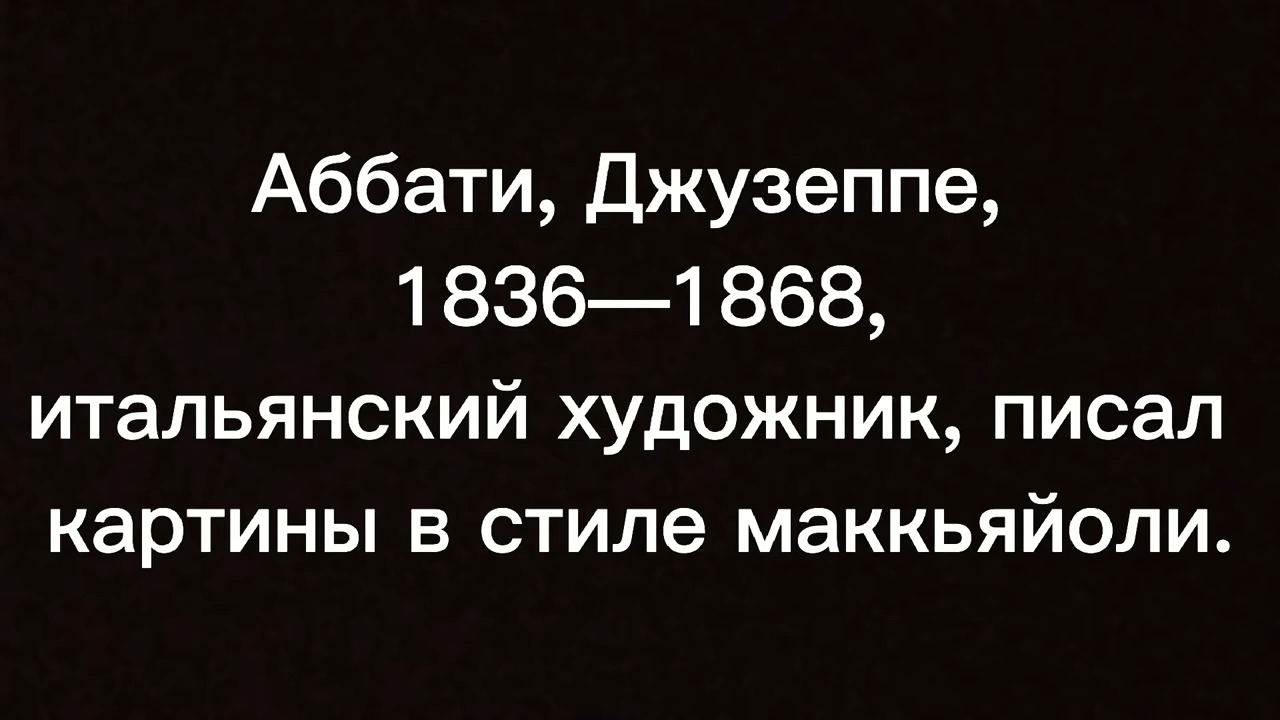 Аббати, Джузеппе,
1836—1868,
итальянский художник, писал
картины в стиле маккьяйоли.